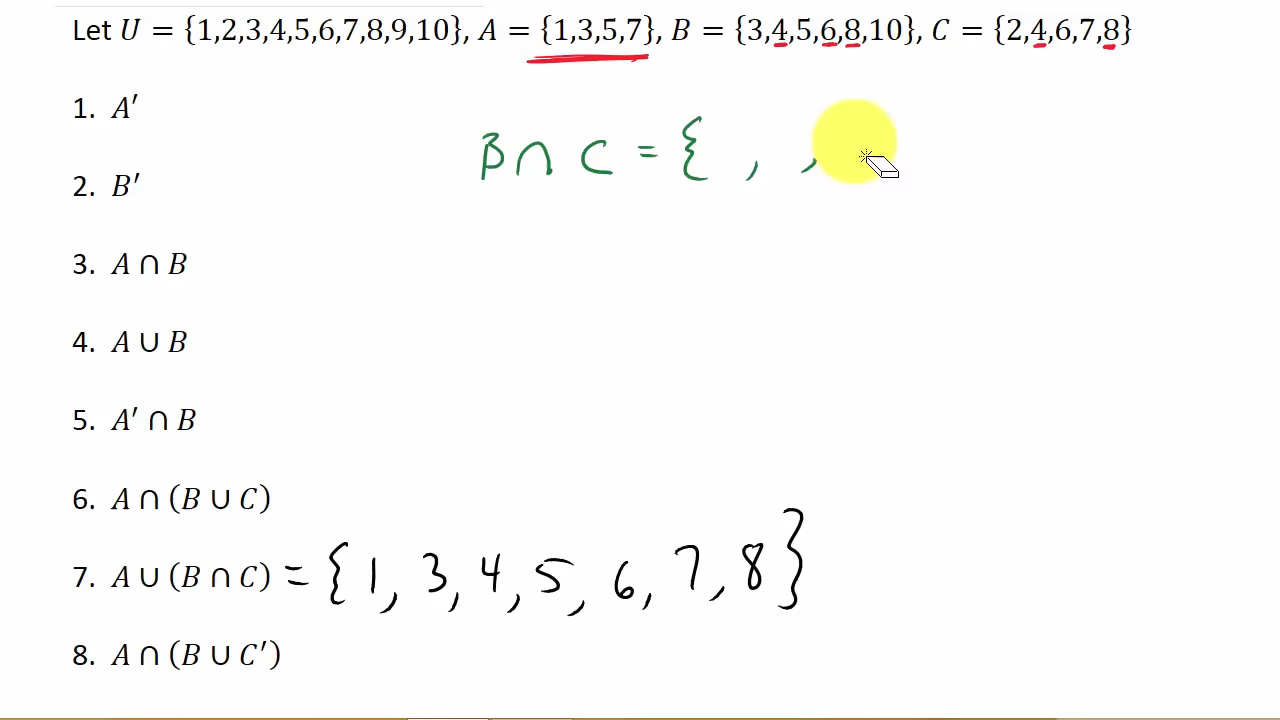 Let U = {1,2,3,4,5,6,7,8,9,10}, A = {1,3,5,7}, B = {3,4,5,6,8,10}, C = {2,4,6,7,8}
1. A′
B ∩ C = { , ,
2. B′
3. A ∩ B
4. A ∪ B
5. A′ ∩ B
6. A ∩ (B ∪ C)
7. A ∪ (B ∩ C) = {1, 3, 4, 5, 6, 7, 8}
8. A ∩ (B ∪ C′)